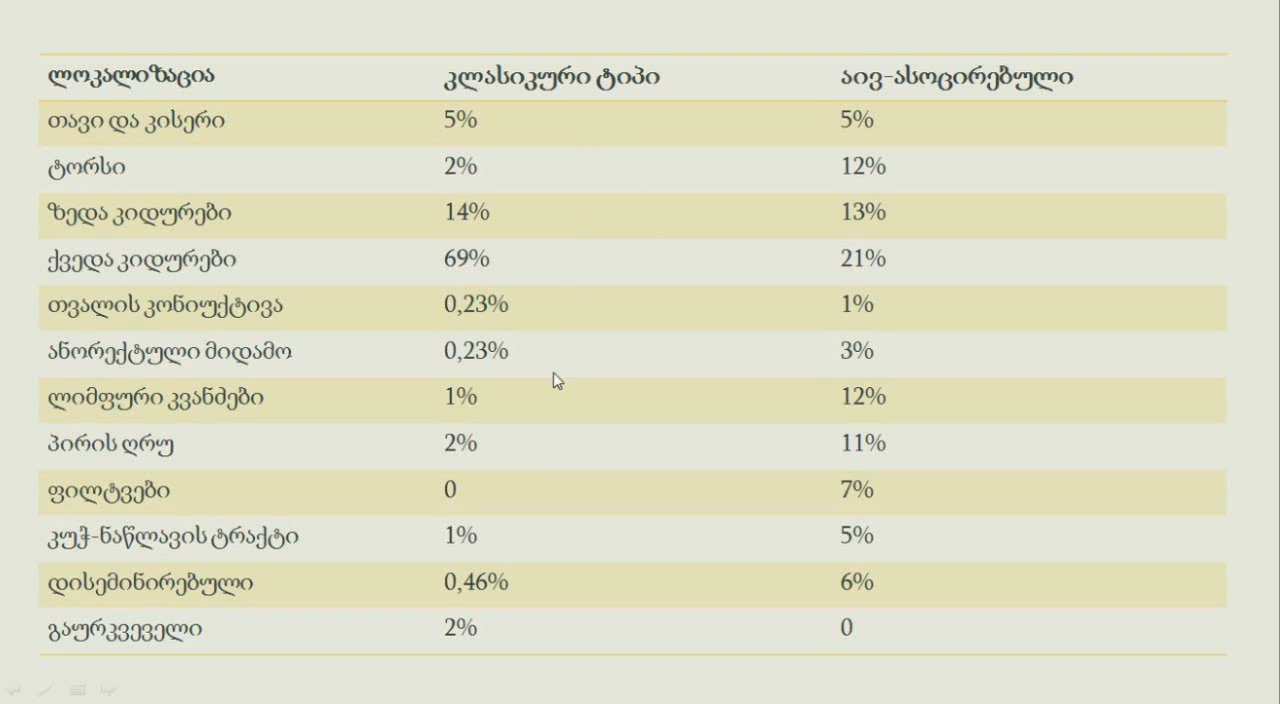 ლოკალიზაცია კლასიკური ტიპი აივ-ასოცირებული
თავი და კისერი 5% 5%
ტორსი 2% 12%
ზედა კიდურები 14% 13%
ქვედა კიდურები 69% 21%
თვალის კონიუქტივა 0,23% 1%
ანორექტული მიდამო 0,23% 3%
ლიმფური კვანძები 1% 12%
პირის ღრუ 2% 11%
ფილტვები 0 7%
კუჭ-ნაწლავის ტრაქტი 1% 5%
დისემინირებული 0,46% 6%
გაურკვეველი 2% 0